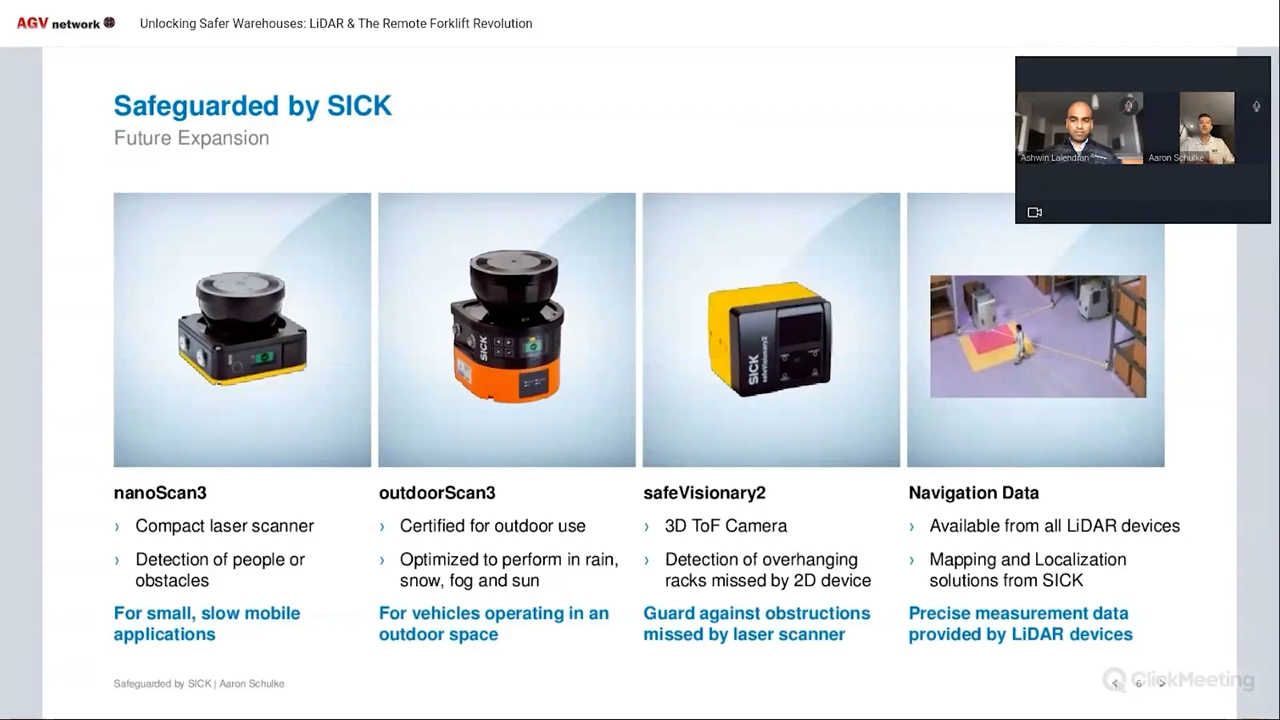 AGV network
Unlocking Safer Warehouses: LiDAR & The Remote Forklift Revolution
Safeguarded by SICK
Future Expansion
Ashwin Lalendran
Aaron Schulke
SICK
SICK
safeVisionary2
nanoScan3
› Compact laser scanner
› Detection of people or
obstacles
For small, slow mobile
applications
outdoorScan3
› Certified for outdoor use
› Optimized to perform in rain,
snow, fog and sun
For vehicles operating in an
outdoor space
safeVisionary2
› 3D ToF Camera
› Detection of overhanging
racks missed by 2D device
Guard against obstructions
missed by laser scanner
Navigation Data
› Available from all LiDAR devices
› Mapping and Localization
solutions from SICK
Precise measurement data
provided by LiDAR devices
Safeguarded by SICK | Aaron Schulke
< 6 >
ClickMeeting